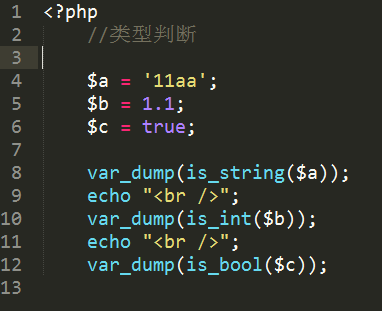 1 <?php
2 //类型判断
3
4 $a = '11aa';
5 $b = 1.1;
6 $c = true;
7
8 var_dump(is_string($a));
9 echo "<br />";
10 var_dump(is_int($b));
11 echo "<br />";
12 var_dump(is_bool($c));
13